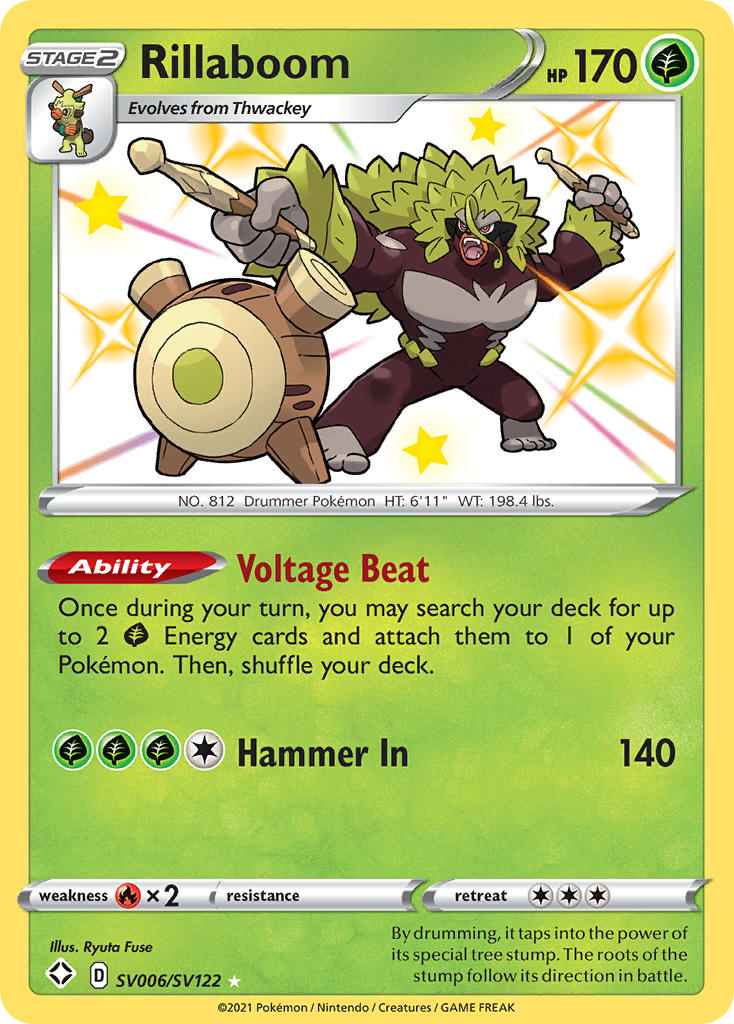 STAGE 2
Rillaboom
HP 170
Evolves from Thwackey
NO. 812 Drummer Pokémon HT: 6'11" WT: 198.4 lbs.
Ability Voltage Beat
Once during your turn, you may search your deck for up
to 2 Energy cards and attach them to 1 of your
Pokémon. Then, shuffle your deck.
Hammer In 140
weakness ×2 resistance retreat
Illus. Ryuta Fuse
By drumming, it taps into the power of
its special tree stump. The roots of the
stump follow its direction in battle.
D SV006/SV122
©2021 Pokémon / Nintendo / Creatures / GAME FREAK